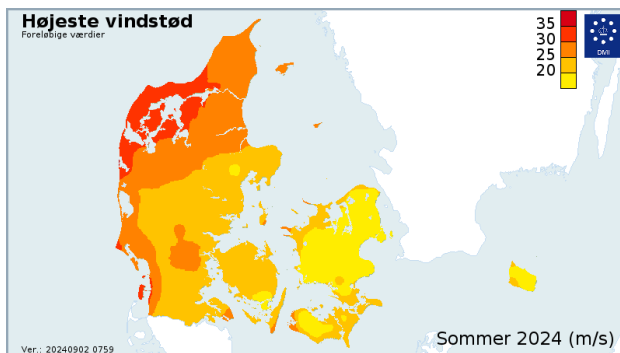 Højeste vindstød
Foreløbige værdier
35
30
25
20
DMI
Sommer 2024 (m/s)
Ver.: 20240902 0759